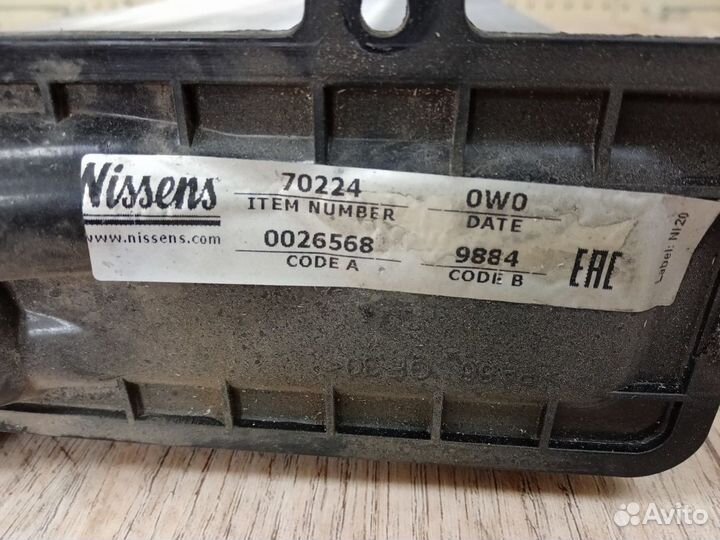 Nissens
70224
ITEM NUMBER
0W0
DATE
www.nissens.com
0026568
CODE A
9884
CODE B
EAC
Label: NI 20
Avito